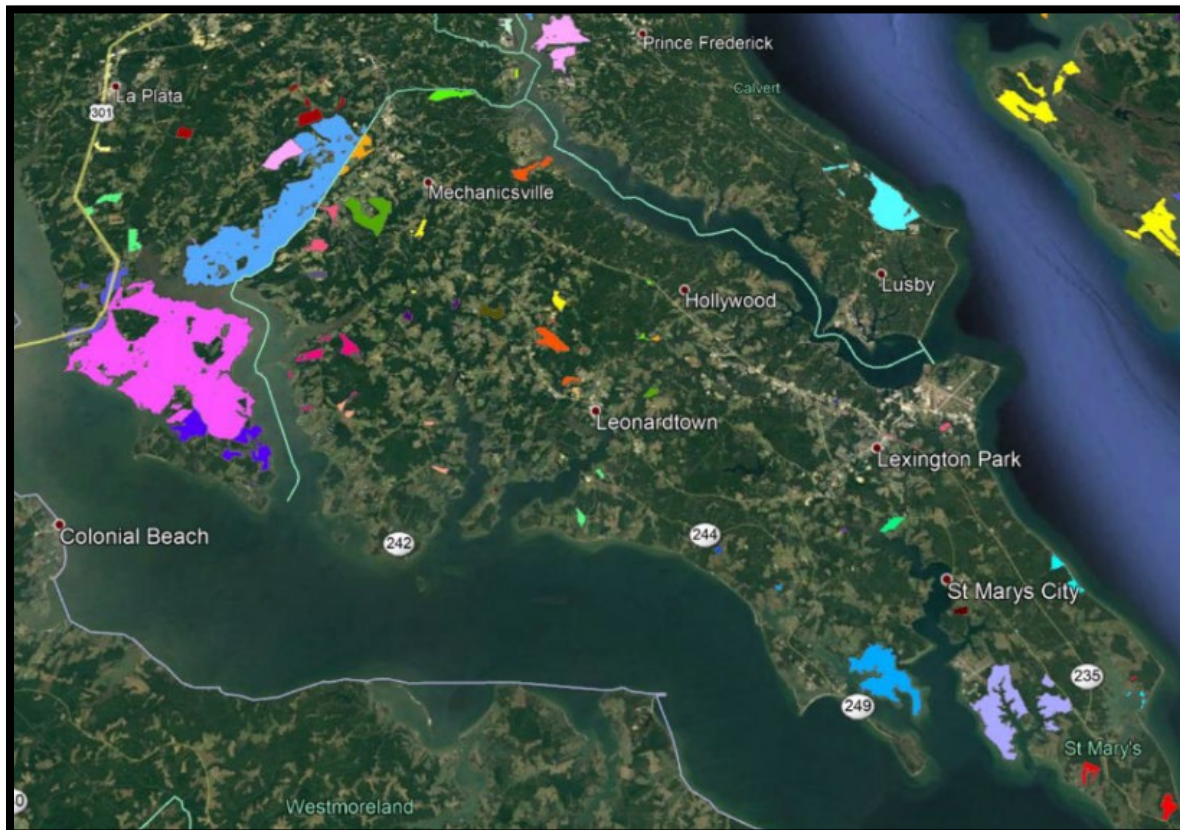 Prince Frederick
La Plata
Calvert
301
Mechanicsville
Lusby
Hollywood
Leonardtown
Lexington Park
Colonial Beach
242
244
St Marys City
235
249
St Mary's
Westmoreland
0